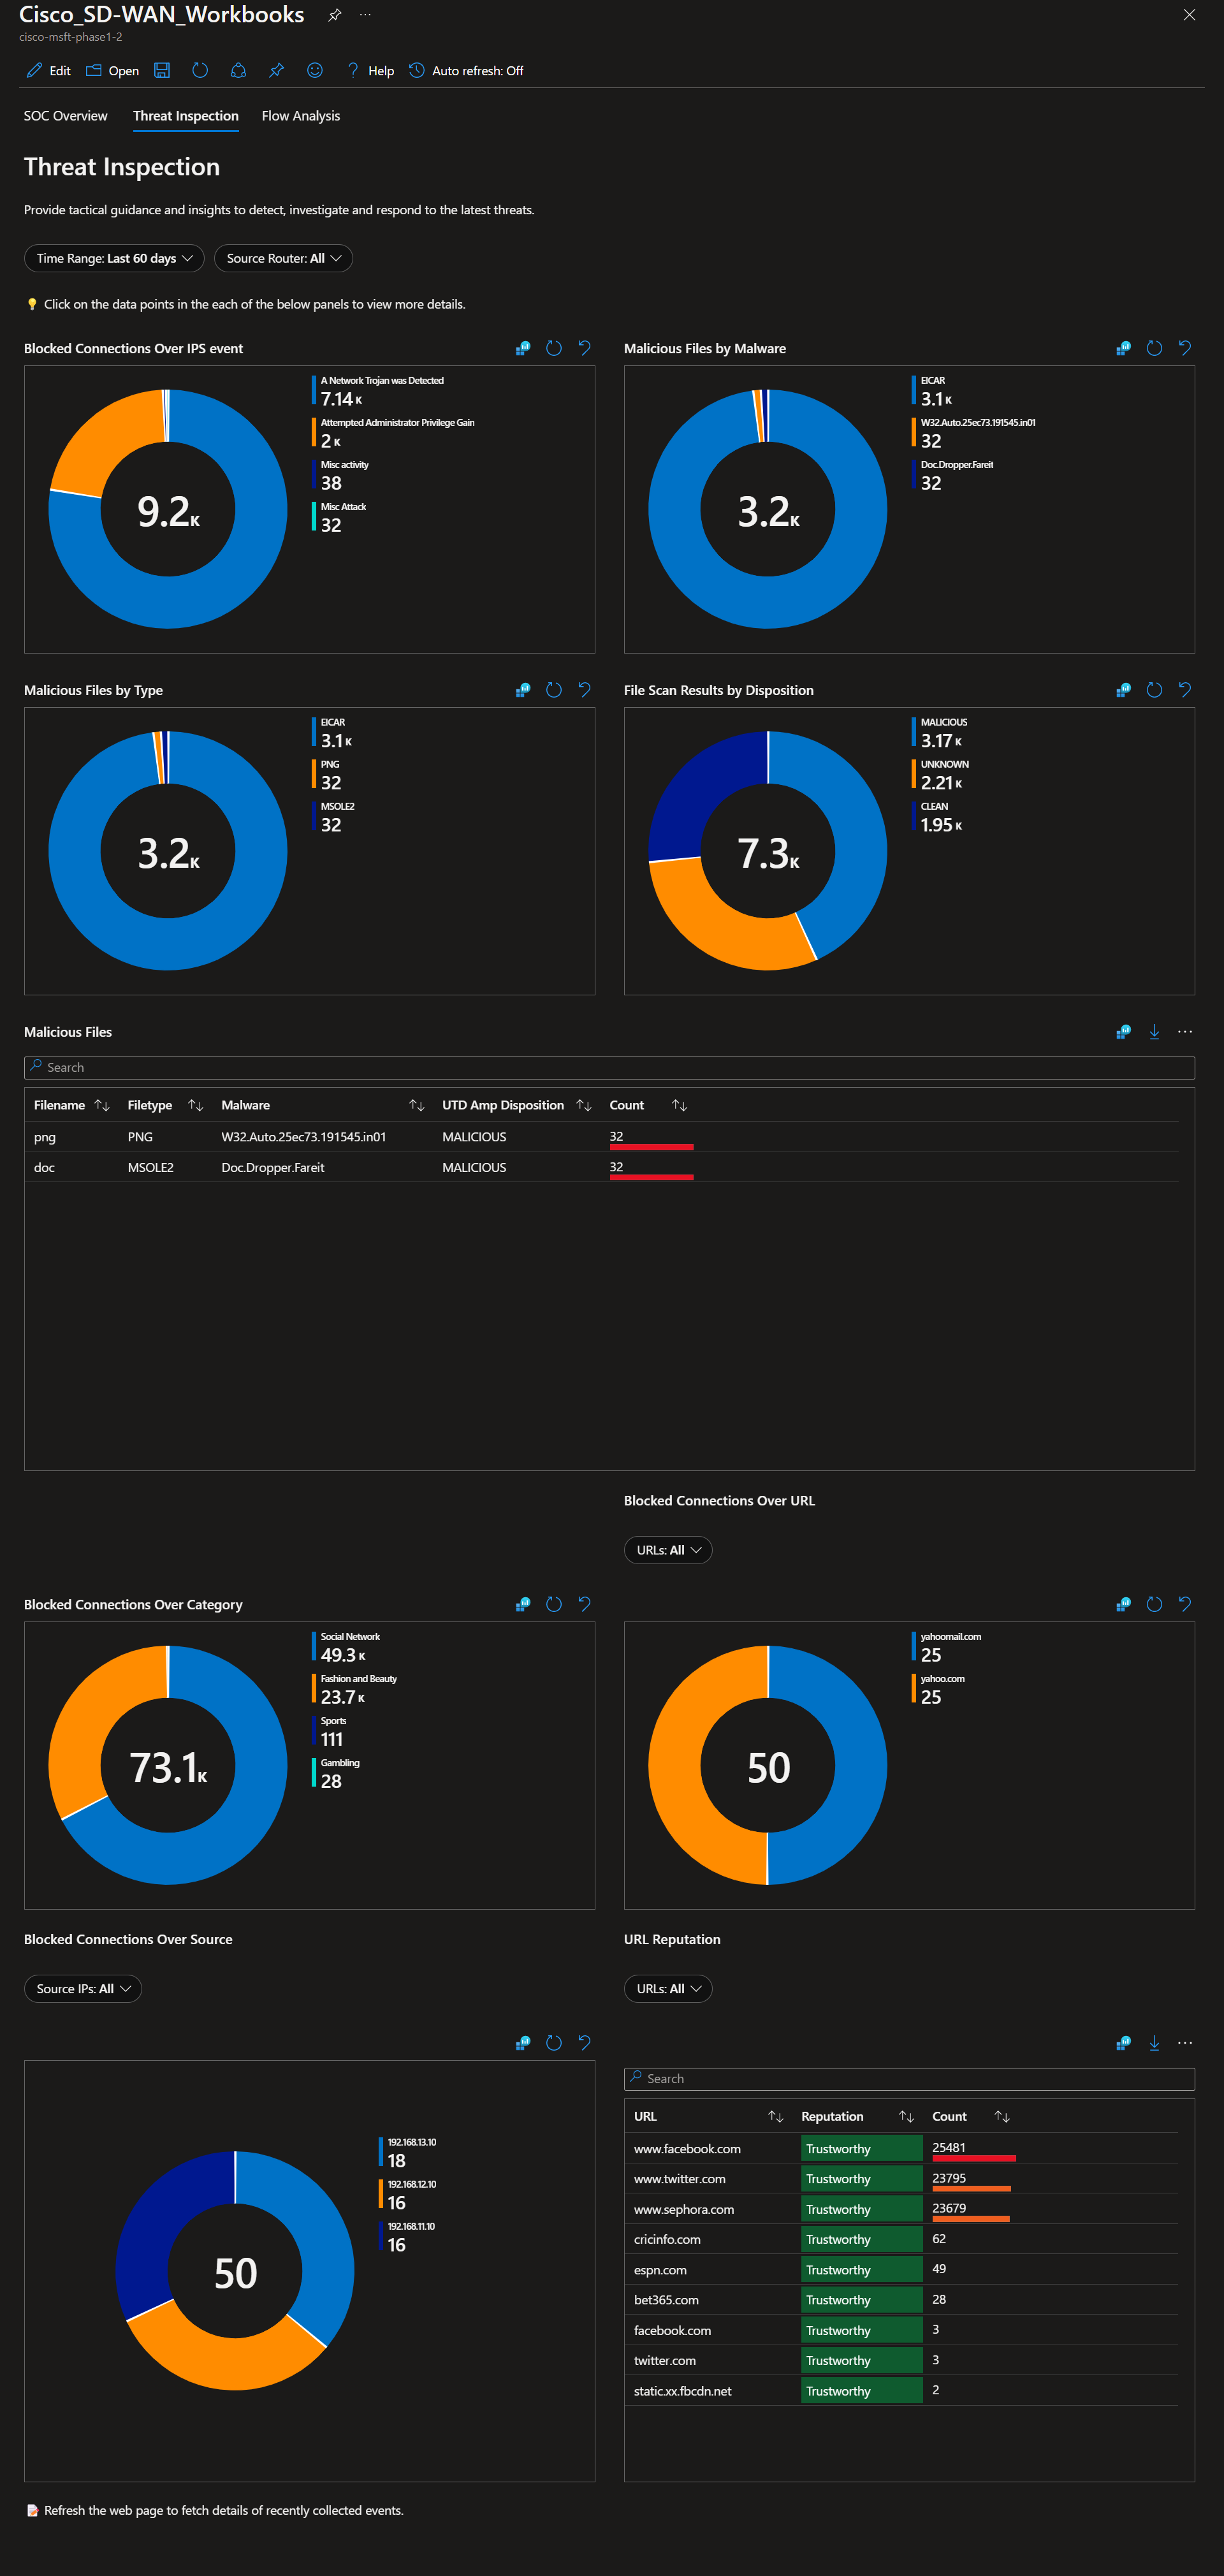 Cisco_SD-WAN_Workbooks
cisco-msft-phase1-2
Edit Open Help Auto refresh: Off
SOC Overview Threat Inspection Flow Analysis
Threat Inspection
Provide tactical guidance and insights to detect, investigate and respond to the latest threats.
Time Range: Last 60 days Source Router: All
Click on the data points in the each of the below panels to view more details.
Blocked Connections Over IPS event
9.2K
A Network Trojan was Detected
7.14 K
Attempted Administrator Privilege Gain
2 K
Misc activity
38
Misc Attack
32
Malicious Files by Malware
3.2K
EICAR
3.1 K
W32.Auto.25ec73.191545.in01
32
Doc.Dropper.Fareit
32
Malicious Files by Type
3.2K
EICAR
3.1 K
PNG
32
MSOLE2
32
File Scan Results by Disposition
7.3K
MALICIOUS
3.17 K
UNKNOWN
2.21 K
CLEAN
1.95 K
Malicious Files
Search
Filename Filetype Malware UTD Amp Disposition Count
png PNG W32.Auto.25ec73.191545.in01 MALICIOUS 32
doc MSOLE2 Doc.Dropper.Fareit MALICIOUS 32
Blocked Connections Over URL
URLs: All
Blocked Connections Over Category
73.1K
Social Network
49.3 K
Fashion and Beauty
23.7 K
Sports
111
Gambling
28
50
yahoomail.com
25
yahoo.com
25
Blocked Connections Over Source
Source IPs: All
50
192.168.13.10
18
192.168.12.10
16
192.168.11.10
16
URL Reputation
URLs: All
Search
URL Reputation Count
www.facebook.com Trustworthy 25481
www.twitter.com Trustworthy 23795
www.sephora.com Trustworthy 23679
cricinfo.com Trustworthy 62
espn.com Trustworthy 49
bet365.com Trustworthy 28
facebook.com Trustworthy 3
twitter.com Trustworthy 3
static.xx.fbcdn.net Trustworthy 2
Refresh the web page to fetch details of recently collected events.